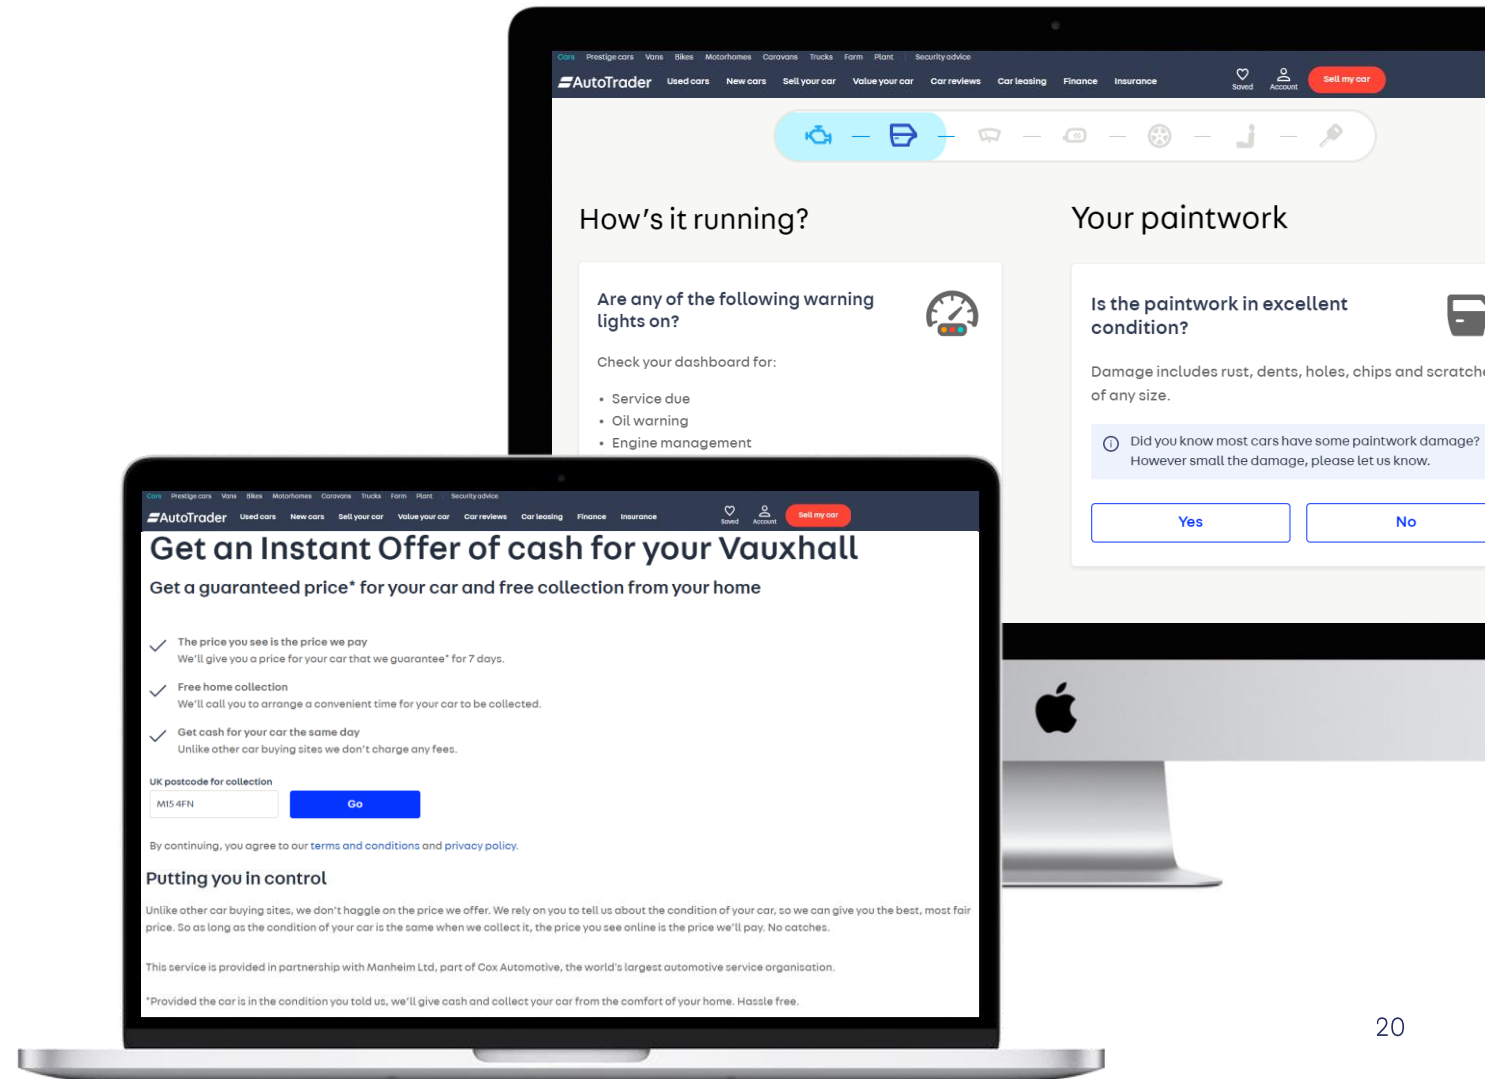 Cars Prestige cars Vans Bikes Motorhomes Caravans Trucks Farm Plant Security advice
AutoTrader Used cars New cars Sell your car Value your car Car reviews Car leasing Finance Insurance Saved Account Sell my car
How's it running?
Are any of the following warning
lights on?
Check your dashboard for:
• Service due
• Oil warning
• Engine management
Your paintwork
Is the paintwork in excellent
condition?
Damage includes rust, dents, holes, chips and scratche
of any size.
Did you know most cars have some paintwork damage?
However small the damage, please let us know.
Yes No
Cars Prestige cars Vans Bikes Motorhomes Caravans Trucks Farm Plant Security advice
AutoTrader Used cars New cars Sell your car Value your car Car reviews Car leasing Finance Insurance Saved Account Sell my car
Get an Instant Offer of cash for your Vauxhall
Get a guaranteed price* for your car and free collection from your home
The price you see is the price we pay
We'll give you a price for your car that we guarantee* for 7 days.
Free home collection
We'll call you to arrange a convenient time for your car to be collected.
Get cash for your car the same day
Unlike other car buying sites we don't charge any fees.
UK postcode for collection
M15 4FN Go
By continuing, you agree to our terms and conditions and privacy policy.
Putting you in control
Unlike other car buying sites, we don't haggle on the price we offer. We rely on you to tell us about the condition of your car, so we can give you the best, most fair
price. So as long as the condition of your car is the same when we collect it, the price you see online is the price we'll pay. No catches.
This service is provided in partnership with Manheim Ltd, part of Cox Automotive, the world's largest automotive service organisation.
*Provided the car is in the condition you told us, we'll give cash and collect your car from the comfort of your home. Hassle free.
20